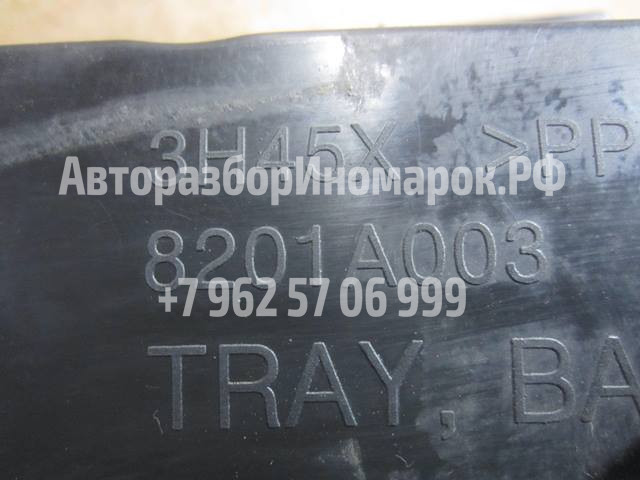 3H45X >PP
АвторазборИномарок.РФ
8201A003
+7 962 57 06 999
TRAY, BA